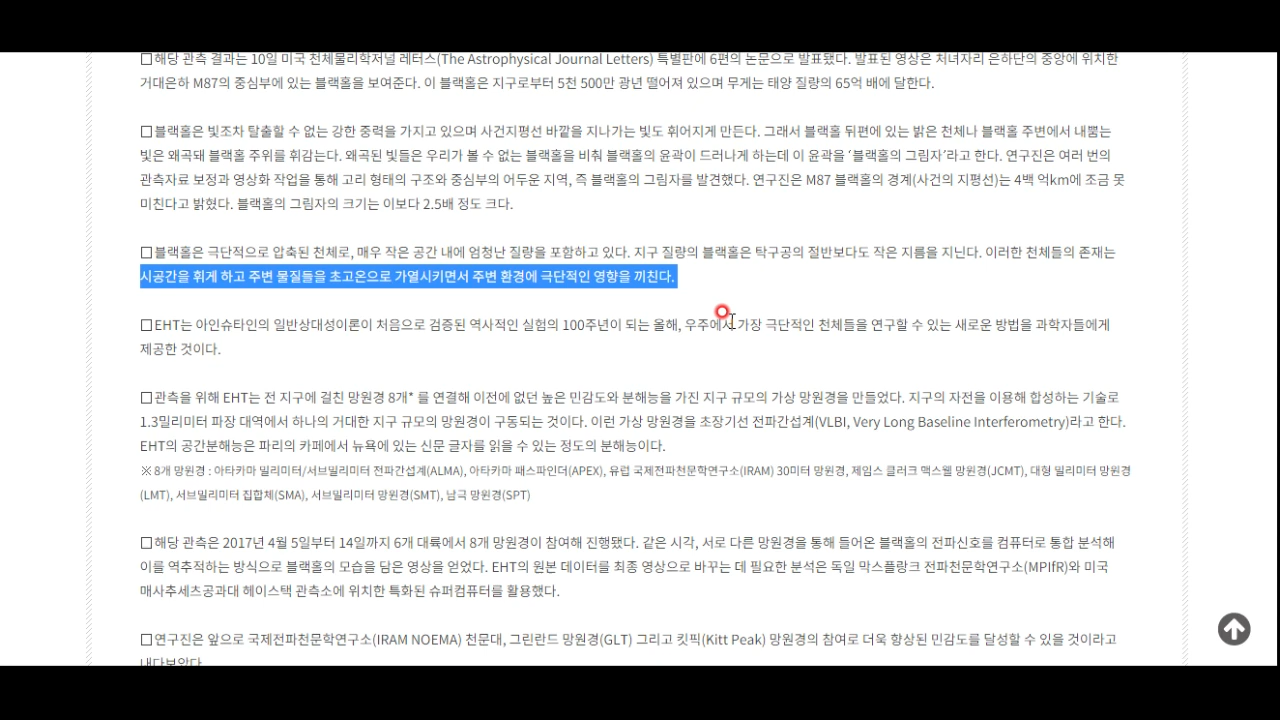 □해당 관측 결과는 10일 미국 천체물리학저널 레터스(The Astrophysical Journal Letters) 특별판에 6편의 논문으로 발표됐다. 발표된 영상은 처녀자리 은하단의 중앙에 위치한
거대은하 M87의 중심부에 있는 블랙홀을 보여준다. 이 블랙홀은 지구로부터 5천 500만 광년 떨어져 있으며 무게는 태양 질량의 65억 배에 달한다.
□블랙홀은 빛조차 탈출할 수 없는 강한 중력을 가지고 있으며 사건지평선 바깥을 지나가는 빛도 휘어지게 만든다. 그래서 블랙홀 뒤편에 있는 밝은 천체나 블랙홀 주변에서 내뿜는
빛은 왜곡돼 블랙홀 주위를 휘감는다. 왜곡된 빛들은 우리가 볼 수 없는 블랙홀을 비춰 블랙홀의 윤곽이 드러나게 하는데 이 윤곽을 ‘블랙홀의 그림자’라고 한다. 연구진은 여러 번의
관측자료 보정과 영상화 작업을 통해 고리 형태의 구조와 중심부의 어두운 지역, 즉 블랙홀의 그림자를 발견했다. 연구진은 M87 블랙홀의 경계(사건의 지평선)는 4백 억km에 조금 못
미친다고 밝혔다. 블랙홀의 그림자의 크기는 이보다 2.5배 정도 크다.
□블랙홀은 극단적으로 압축된 천체로, 매우 작은 공간 내에 엄청난 질량을 포함하고 있다. 지구 질량의 블랙홀은 탁구공의 절반보다도 작은 지름을 지닌다. 이러한 천체들의 존재는
시공간을 휘게 하고 주변 물질들을 초고온으로 가열시키면서 주변 환경에 극단적인 영향을 끼친다.
□EHT는 아인슈타인의 일반상대성이론이 처음으로 검증된 역사적인 실험의 100주년이 되는 올해, 우주에서 가장 극단적인 천체들을 연구할 수 있는 새로운 방법을 과학자들에게
제공한 것이다.
□관측을 위해 EHT는 전 지구에 걸친 망원경 8개* 를 연결해 이전에 없던 높은 민감도와 분해능을 가진 지구 규모의 가상 망원경을 만들었다. 지구의 자전을 이용해 합성하는 기술로
1.3밀리미터 파장 대역에서 하나의 거대한 지구 규모의 망원경이 구동되는 것이다. 이런 가상 망원경을 초장기선 전파간섭계(VLBI, Very Long Baseline Interferometry)라고 한다.
EHT의 공간분해능은 파리의 카페에서 뉴욕에 있는 신문 글자를 읽을 수 있는 정도의 분해능이다.
※ 8개 망원경 : 아타카마 밀리미터/서브밀리미터 전파간섭계(ALMA), 아타카마 패스파인더(APEX), 유럽 국제전파천문학연구소(IRAM) 30미터 망원경, 제임스 클러크 맥스웰 망원경(JCMT), 대형 밀리미터 망원경
(LMT), 서브밀리미터 집합체(SMA), 서브밀리미터 망원경(SMT), 남극 망원경(SPT)
□해당 관측은 2017년 4월 5일부터 14일까지 6개 대륙에서 8개 망원경이 참여해 진행됐다. 같은 시각, 서로 다른 망원경을 통해 들어온 블랙홀의 전파신호를 컴퓨터로 통합 분석해
이를 역추적하는 방식으로 블랙홀의 모습을 담은 영상을 얻었다. EHT의 원본 데이터를 최종 영상으로 바꾸는 데 필요한 분석은 독일 막스플랑크 전파천문학연구소(MPIfR)와 미국
매사추세츠공과대 헤이스택 관측소에 위치한 특화된 슈퍼컴퓨터를 활용했다.
□연구진은 앞으로 국제전파천문학연구소(IRAM NOEMA) 천문대, 그린란드 망원경(GLT) 그리고 킷픽(Kitt Peak) 망원경의 참여로 더욱 향상된 민감도를 달성할 수 있을 것이라고
내다보았다.